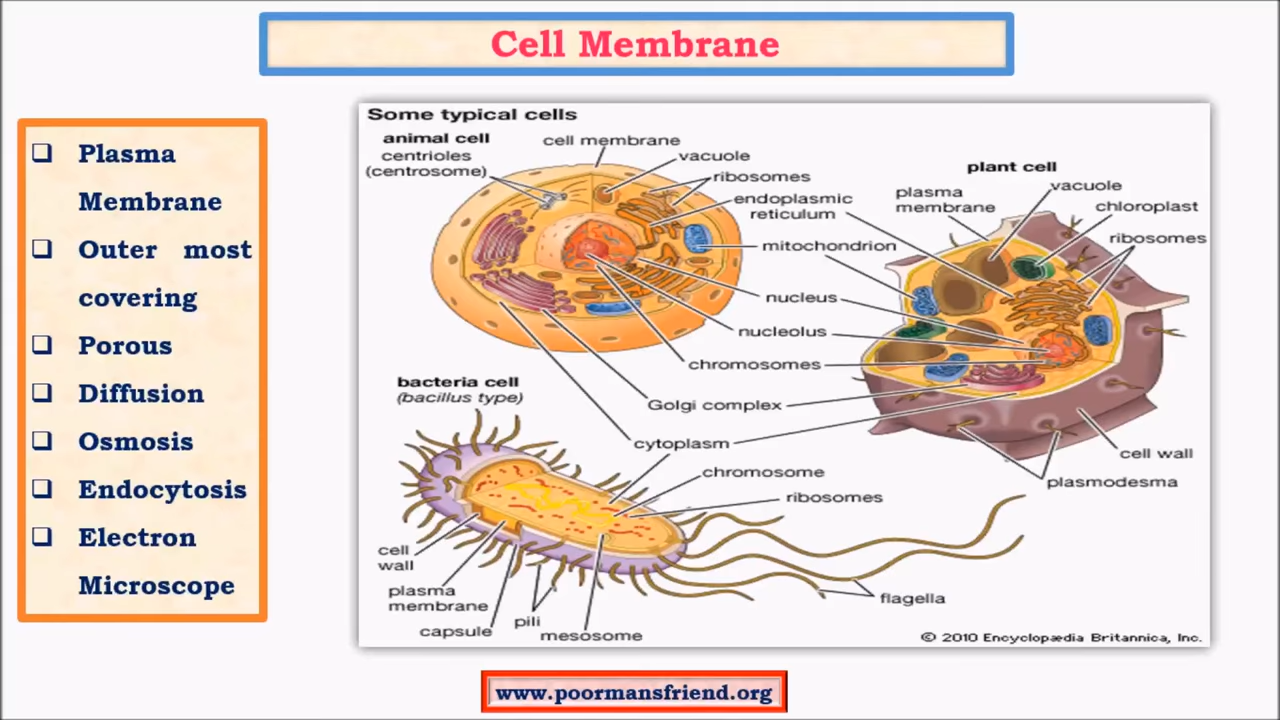 Cell Membrane
❑ Plasma
Membrane
❑ Outer most
covering
❑ Porous
❑ Diffusion
❑ Osmosis
❑ Endocytosis
❑ Electron
Microscope
Some typical cells
animal cell
centrioles
(centrosome)
cell membrane
vacuole
ribosomes
endoplasmic
reticulum
mitochondrion
nucleus
nucleolus
chromosomes
Golgi complex
cytoplasm
plant cell
plasma
membrane
vacuole
chloroplast
ribosomes
cell wall
plasmodesma
bacteria cell
(bacillus type)
chromosome
ribosomes
cell
wall
plasma
membrane
capsule
pili
mesosome
flagella
© 2010 Encyclopædia Britannica, Inc.
www.poormansfriend.org